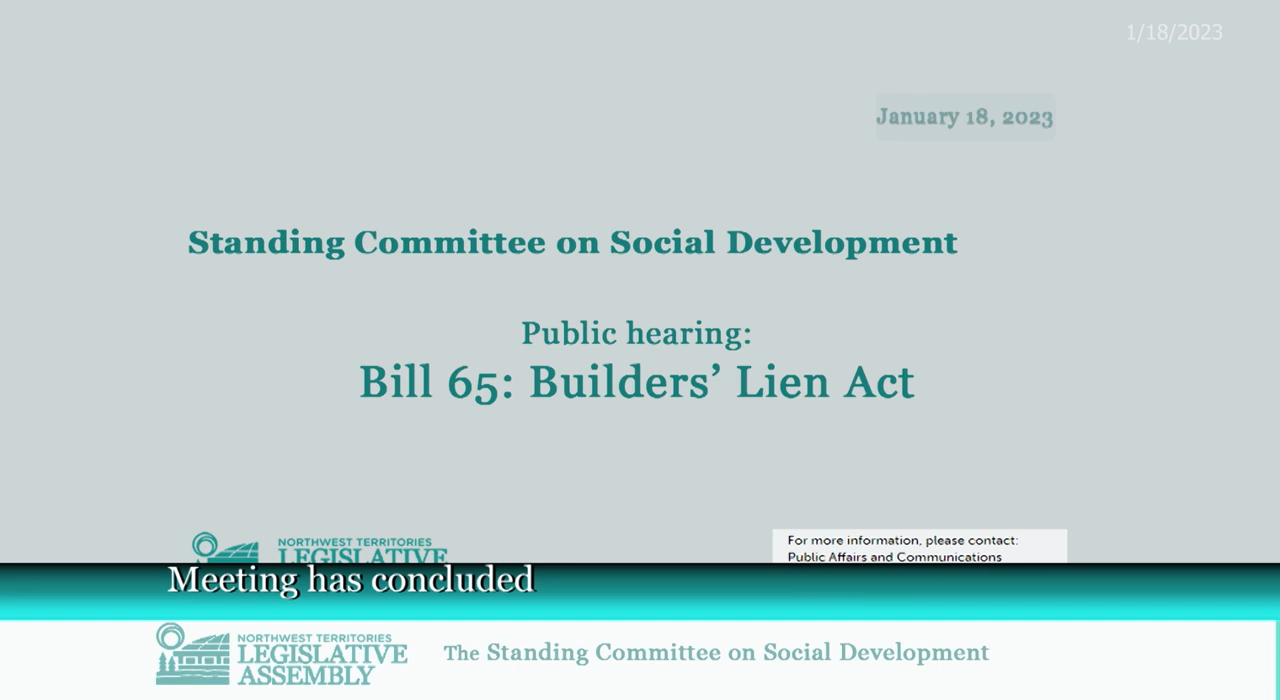 1/18/2023
January 18, 2023
Standing Committee on Social Development
Public hearing:
Bill 65: Builders’ Lien Act
NORTHWEST TERRITORIES
LEGISLATIVE
For more information, please contact:
Public Affairs and Communications
Meeting has concluded
NORTHWEST TERRITORIES
LEGISLATIVE
ASSEMBLY
The Standing Committee on Social Development